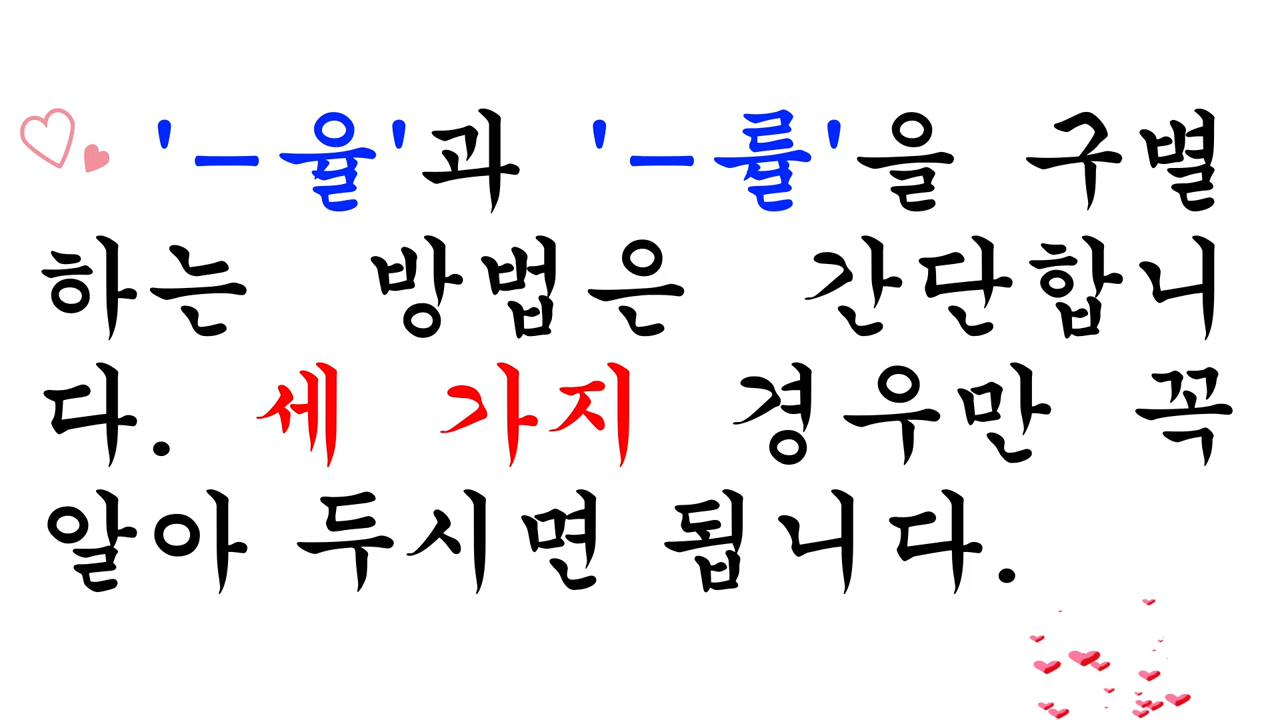 '-율'과 '-률'을 구별
하는 방법은 간단합니
다. 세 가지 경우만 꼭
알아 두시면 됩니다.